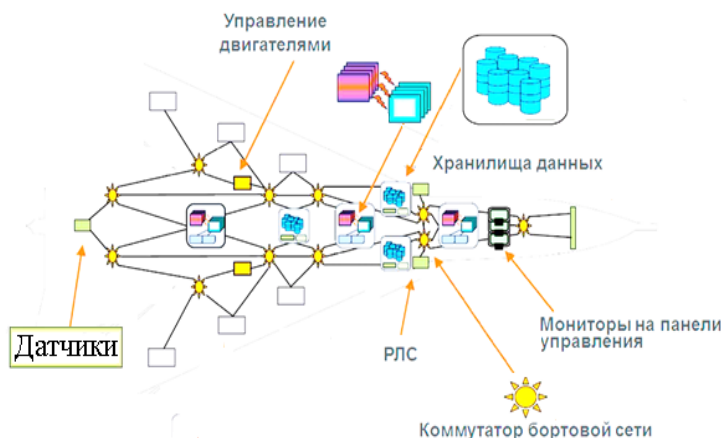 Управление
двигателями
Хранилища данных
Датчики
РЛС
Мониторы на панели
управления
Коммутатор бортовой сети